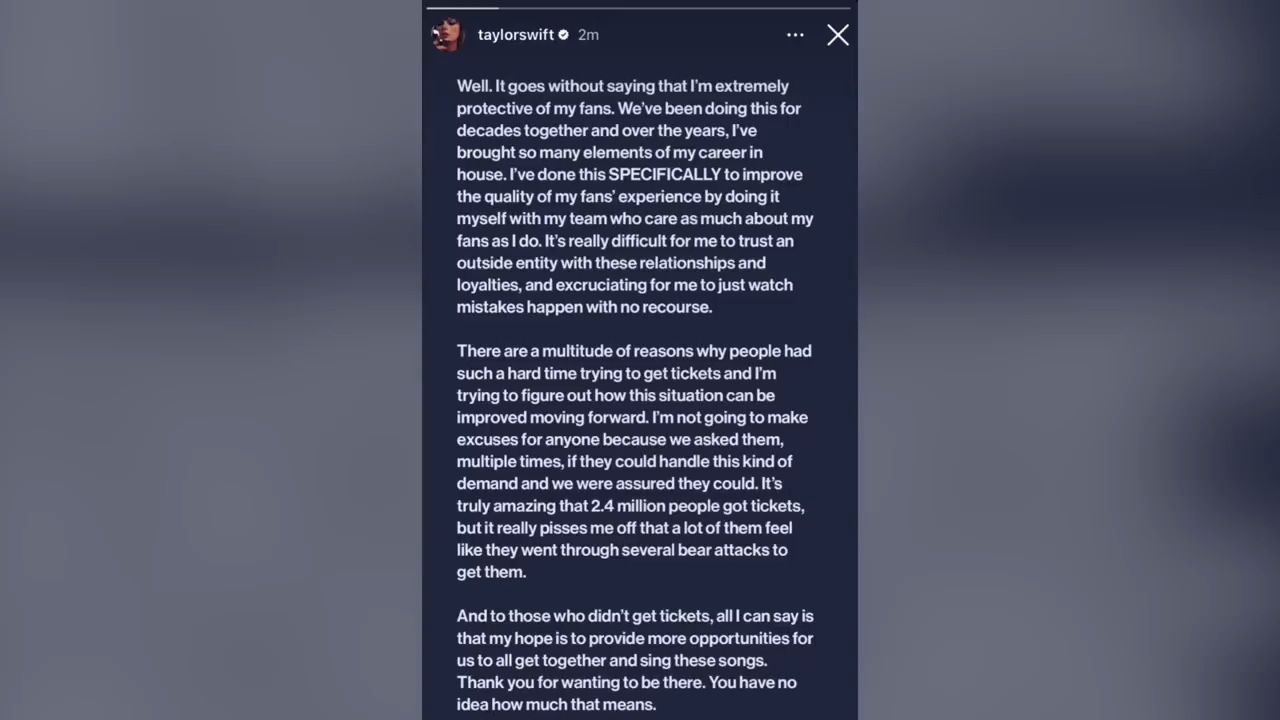 taylorswift 2m
Well. It goes without saying that I'm extremely
protective of my fans. We've been doing this for
decades together and over the years, I've
brought so many elements of my career in
house. I've done this SPECIFICALLY to improve
the quality of my fans' experience by doing it
myself with my team who care as much about my
fans as I do. It's really difficult for me to trust an
outside entity with these relationships and
loyalties, and excruciating for me to just watch
mistakes happen with no recourse.
There are a multitude of reasons why people had
such a hard time trying to get tickets and I'm
trying to figure out how this situation can be
improved moving forward. I'm not going to make
excuses for anyone because we asked them,
multiple times, if they could handle this kind of
demand and we were assured they could. It's
truly amazing that 2.4 million people got tickets,
but it really pisses me off that a lot of them feel
like they went through several bear attacks to
get them.
And to those who didn't get tickets, all I can say is
that my hope is to provide more opportunities for
us to all get together and sing these songs.
Thank you for wanting to be there. You have no
idea how much that means.